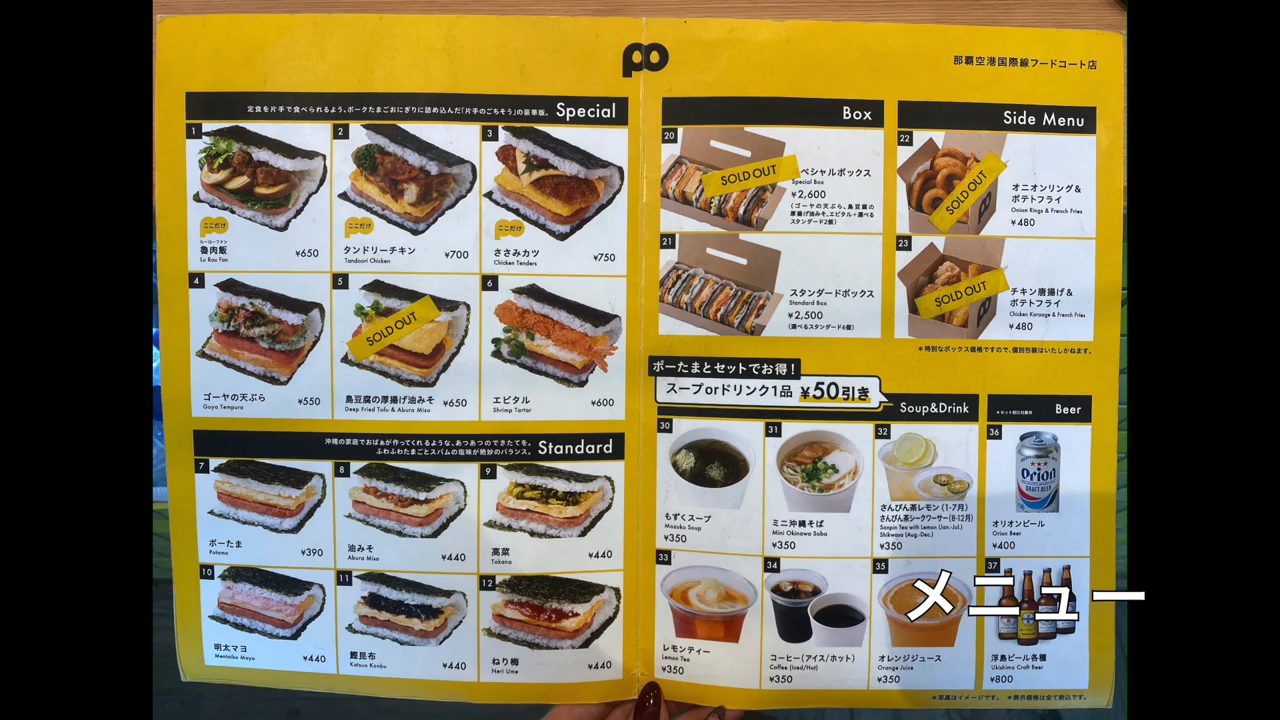 po
那覇空港国際線フードコート店
定食を片手で食べられるよう、ポークたまごおにぎりに詰め込んだ「片手のごちそう」の豪華版。 Special
1
ここだけ
ルーローファン
魯肉飯
Lu Rou Fan
¥650
2
ここだけ
タンドリーチキン
Tandoori Chicken
¥700
3
ここだけ
ささみカツ
Chicken Tenders
¥750
4
ゴーヤの天ぷら
Goya Tempura
¥550
5
SOLD OUT
島豆腐の厚揚げ油みそ
Deep Fried Tofu & Abura Miso
¥650
6
エビタル
Shrimp Tartar
¥600
沖縄の家庭でおばぁが作ってくれるような、あつあつのできたてを。
ふわふわたまごとスパムの塩味が絶妙のバランス。 Standard
7
ポーたま
Potama
¥390
8
油みそ
Abura Miso
¥440
9
高菜
Takana
¥440
10
明太マヨ
Mentaiko Mayo
¥440
11
鰹昆布
Katsuo Konbu
¥440
12
ねり梅
Neri Ume
¥440
Box
20
SOLD OUT
ペシャルボックス
Special Box
¥2,600
(ゴーヤの天ぷら、島豆腐の
厚揚げ油みそ、エビタル+選べる
スタンダード2個)
21
スタンダードボックス
Standard Box
¥2,500
(選べるスタンダード6個)
Side Menu
22
SOLD OUT
オニオンリング&
ポテトフライ
Onion Rings & French Fries
¥480
23
SOLD OUT
チキン唐揚げ&
ポテトフライ
Chicken Karaage & French Fries
¥480
*特別なボックス価格ですので、個別包装はいたしかねます。
ポーたまとセットでお得!
スープorドリンク1品 ¥50引き
Soup&Drink
30
もずくスープ
Mozuku Soup
¥350
31
ミニ沖縄そば
Mini Okinawa Soba
¥350
32
さんぴん茶レモン (1-7月)
さんぴん茶シークワーサー (8-12月)
Sanpin Tea with Lemon (Jan.-Jul.)
Shikwasa (Aug.-Dec.)
¥350
33
レモンティー
Lemon Tea
¥350
34
コーヒー(アイス/ホット)
Coffee (Iced/Hot)
¥350
35
オレンジジュース
Orange Juice
¥350
*セット割引対象外 Beer
36
Orion
DRAFT BEER
オリオンビール
Orion Beer
¥400
37
浮島ビール各種
Ukishima Craft Beer
¥800
メニュー
*写真はイメージです。 *表示価格は全て税込です。